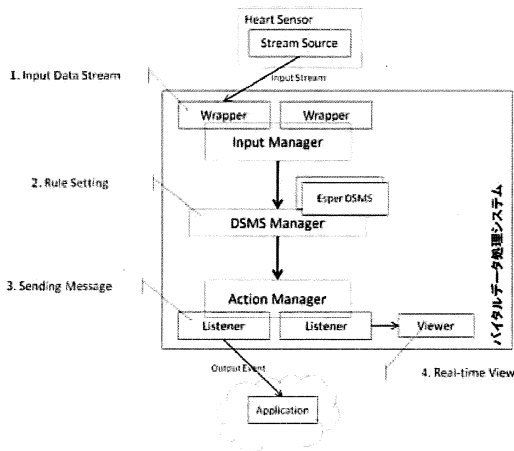 Heart Sensor
Stream Source
1. Input Data Stream
Input Stream
Wrapper
Wrapper
Input Manager
2. Rule Setting
Esper DSMS
DSMS Manager
バイタルデータ処理システム
3. Sending Message
Action Manager
Listener
Listener
Viewer
Output Event
4. Real-time View
Application